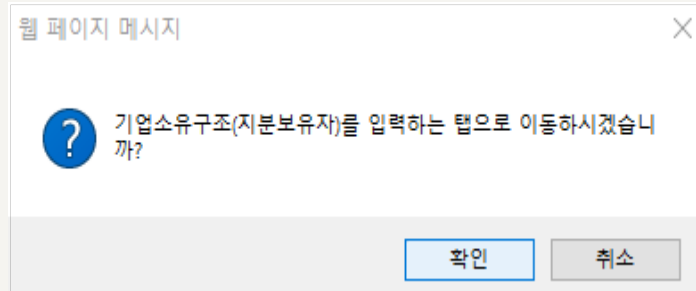 웹 페이지 메시지
기업소유구조(지분보유자)를 입력하는 탭으로 이동하시겠습니
까?
확인
취소